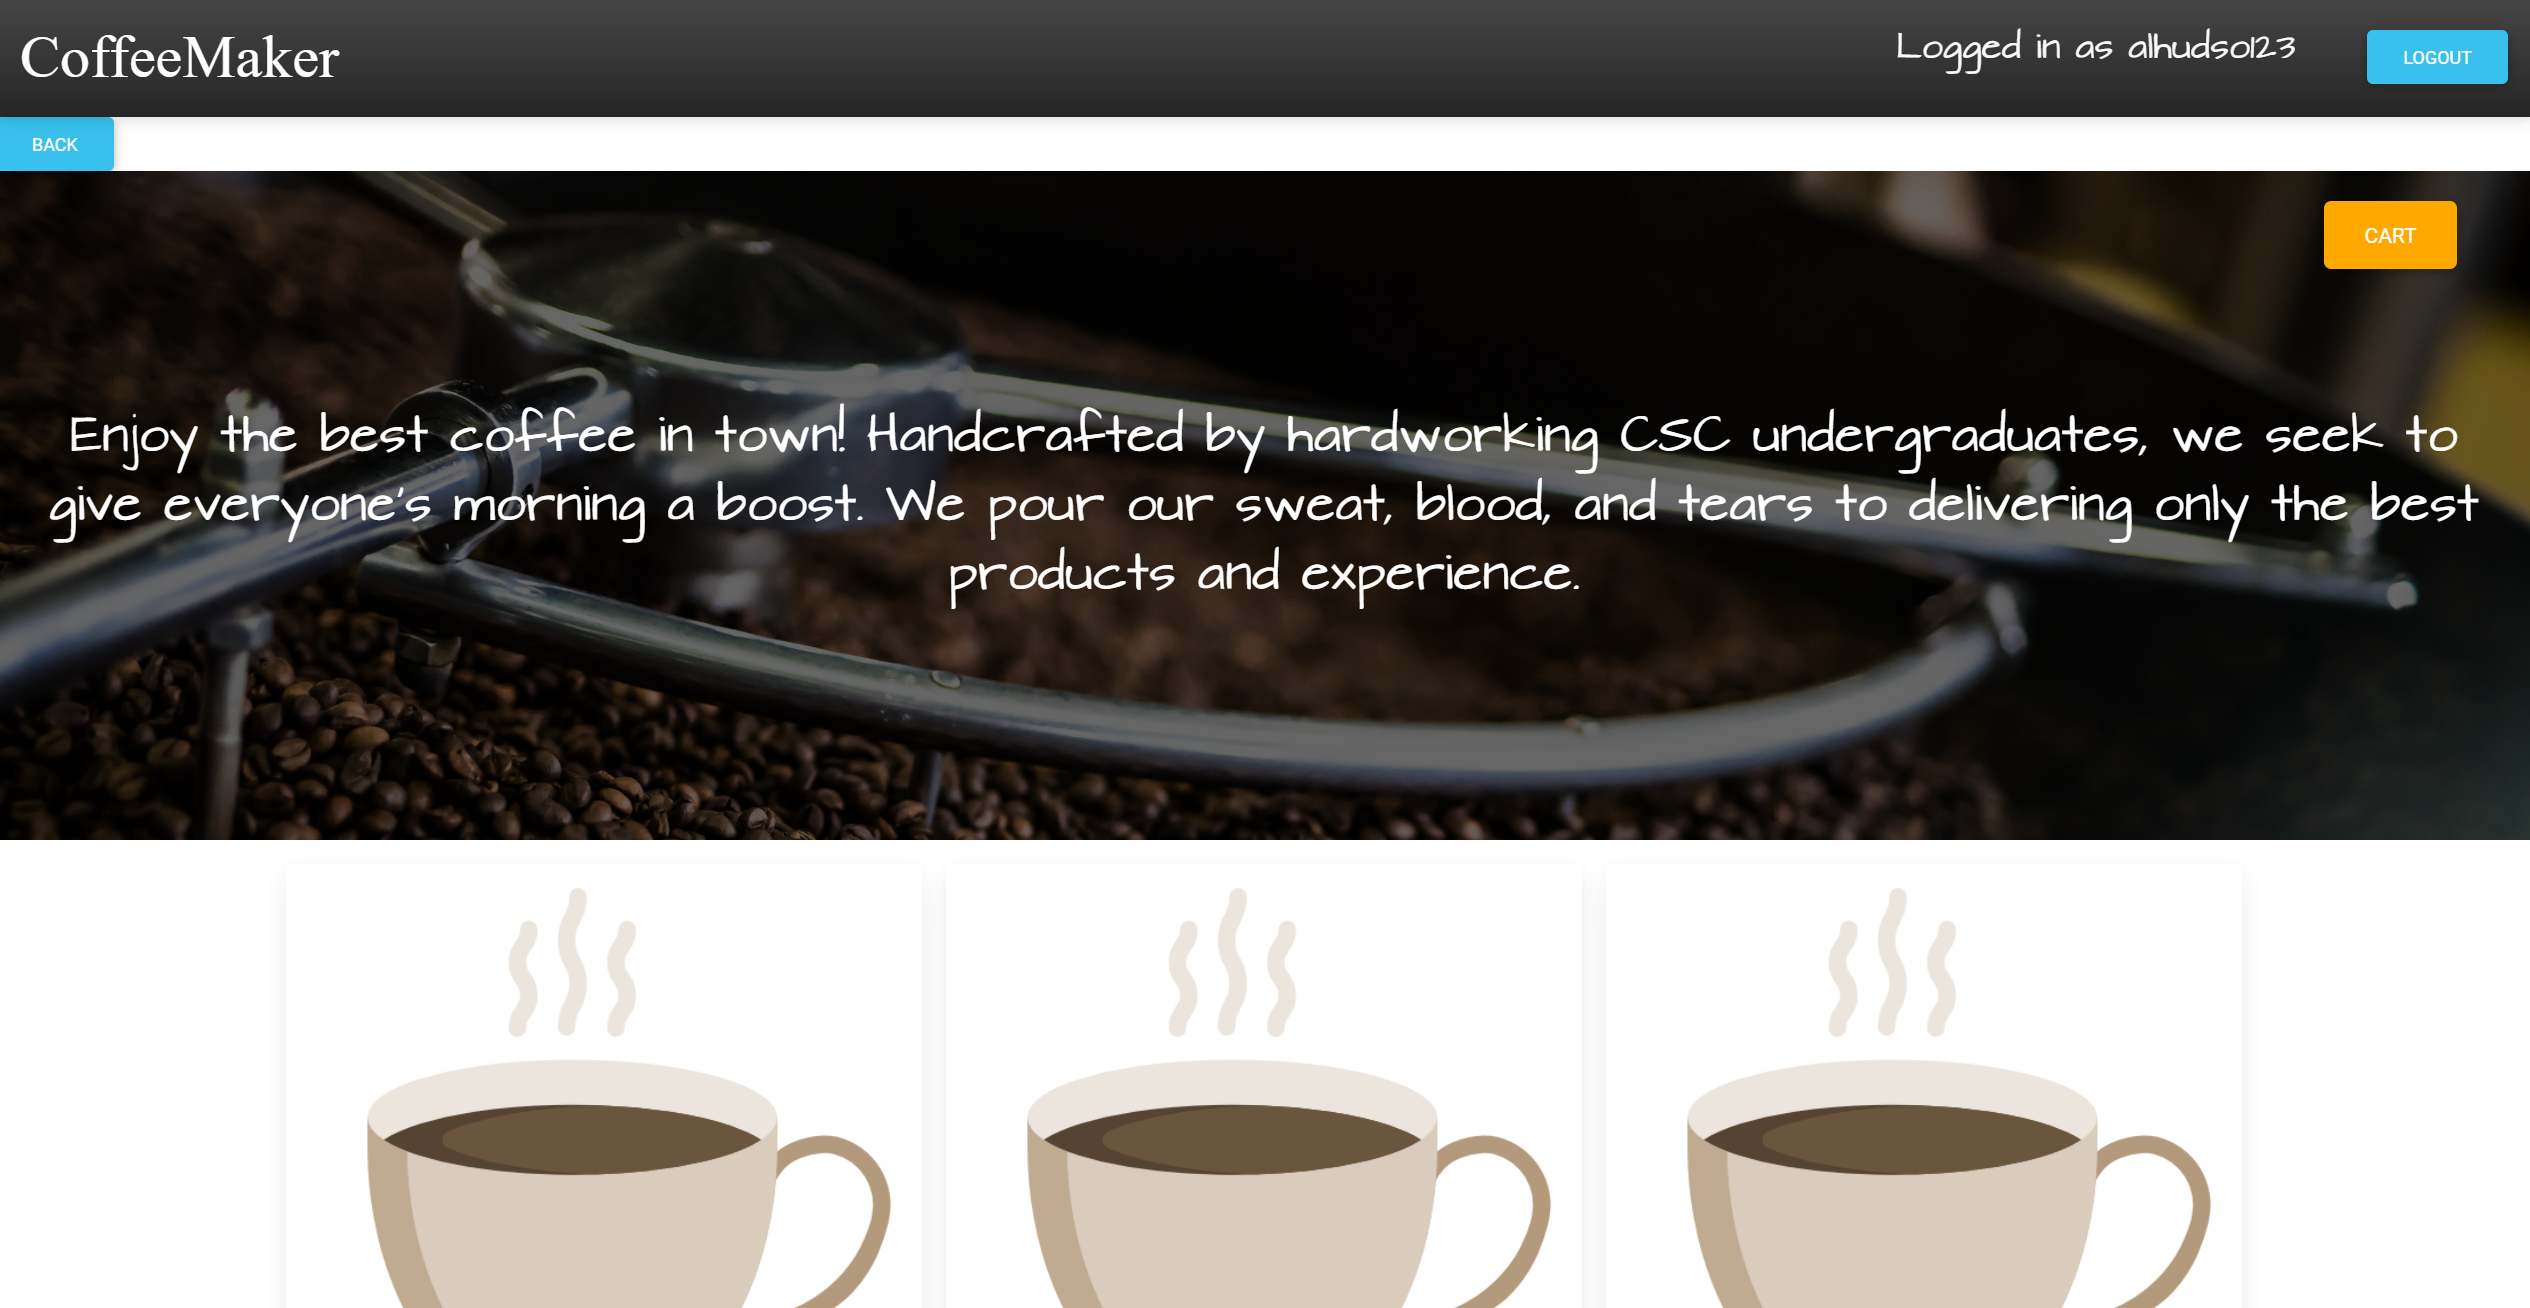 CoffeeMaker
Logged in as alhudso123
LOGOUT
BACK
CART
Enjoy the best coffee in town! Handcrafted by hardworking CSC undergraduates, we seek to
give everyone's morning a boost. We pour our sweat, blood, and tears to delivering only the best
products and experience.